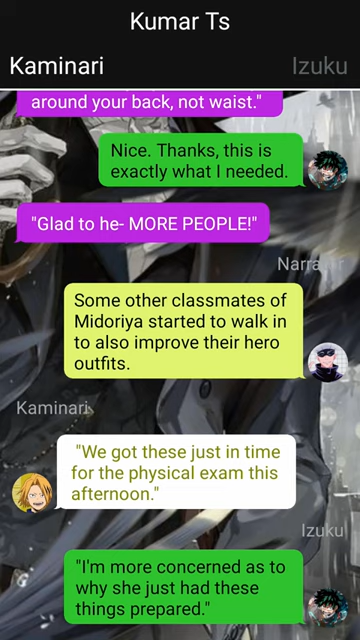 Kumar Ts
Kaminari
Izuku
around your back, not waist."
Nice. Thanks, this is
exactly what I needed.
"Glad to he- MORE PEOPLE!"
Narrator
Some other classmates of
Midoriya started to walk in
to also improve their hero
outfits.
Kaminari
"We got these just in time
for the physical exam this
afternoon."
Izuku
"I'm more concerned as to
why she just had these
things prepared."